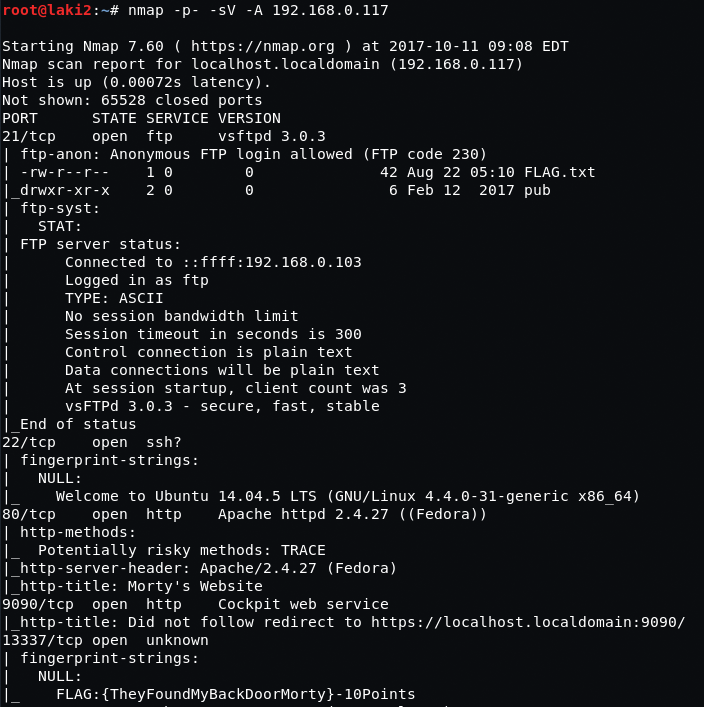 root@laki2:~# nmap -p- -sV -A 192.168.0.117

Starting Nmap 7.60 ( https://nmap.org ) at 2017-10-11 09:08 EDT
Nmap scan report for localhost.localdomain (192.168.0.117)
Host is up (0.00072s latency).
Not shown: 65528 closed ports
PORT      STATE SERVICE VERSION
21/tcp    open  ftp     vsftpd 3.0.3
| ftp-anon: Anonymous FTP login allowed (FTP code 230)
| -rw-r--r--    1 0        0              42 Aug 22 05:10 FLAG.txt
|_drwxr-xr-x    2 0        0               6 Feb 12  2017 pub
| ftp-syst:
|   STAT:
| FTP server status:
|      Connected to ::ffff:192.168.0.103
|      Logged in as ftp
|      TYPE: ASCII
|      No session bandwidth limit
|      Session timeout in seconds is 300
|      Control connection is plain text
|      Data connections will be plain text
|      At session startup, client count was 3
|      vsFTPd 3.0.3 - secure, fast, stable
|_End of status
22/tcp    open  ssh?
| fingerprint-strings:
|   NULL:
|_    Welcome to Ubuntu 14.04.5 LTS (GNU/Linux 4.4.0-31-generic x86_64)
80/tcp    open  http    Apache httpd 2.4.27 ((Fedora))
| http-methods:
|_  Potentially risky methods: TRACE
|_http-server-header: Apache/2.4.27 (Fedora)
|_http-title: Morty's Website
9090/tcp  open  http    Cockpit web service
|_http-title: Did not follow redirect to https://localhost.localdomain:9090/
13337/tcp open  unknown
| fingerprint-strings:
|   NULL:
|_    FLAG:{TheyFoundMyBackDoorMorty}-10Points